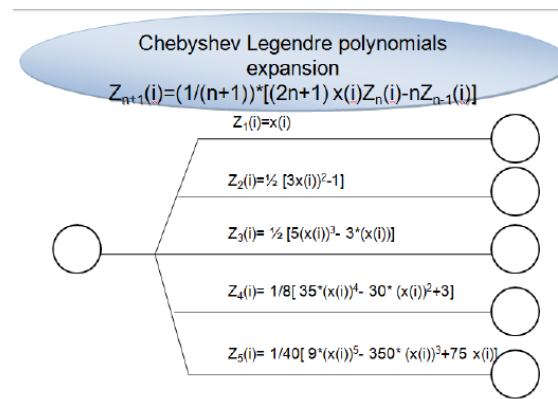 Chebyshev Legendre polynomials
expansion
Zₙ₊₁(i)=(1/(n+1))*[(2n+1) x(i)Zₙ(i)-nZₙ₋₁(i)]
Z₁(i)=x(i)
Z₂(i)=½ [3x(i))²-1]
Z₃(i)= ½ [5(x(i))³- 3*(x(i))]
Z₄(i)= 1/8[ 35*(x(i))⁴- 30* (x(i))²+3]
Z₅(i)= 1/40[ 9*(x(i))⁵- 350* (x(i))³+75 x(i)]